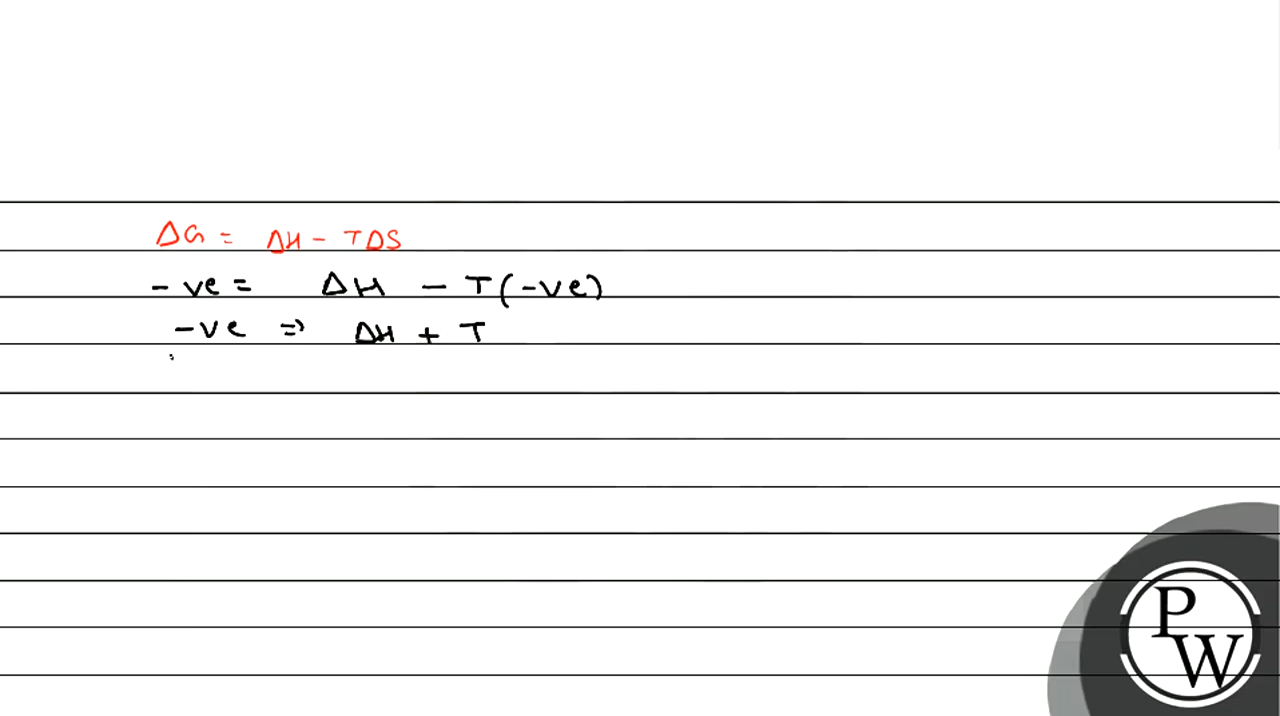 ΔG = ΔH - TΔS
-ve = ΔH - T(-ve)
-ve ⇒ ΔH + T
PW